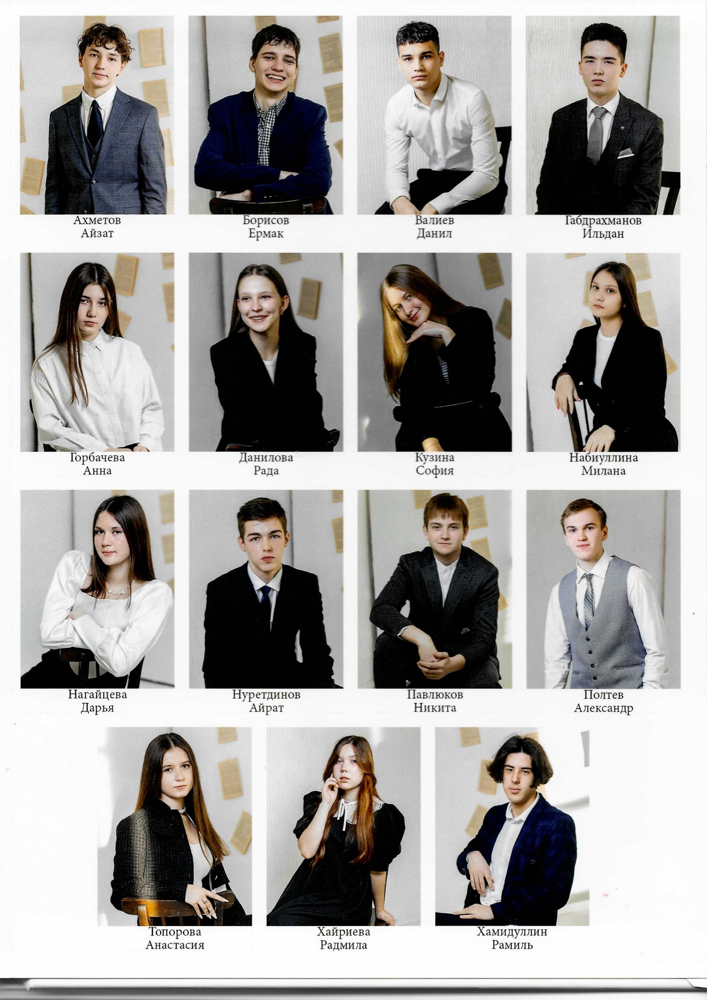 Ахметов
Айзат
Борисов
Ермак
Валиев
Данил
Габдрахманов
Ильдан
Горбачева
Анна
Данилова
Рада
Кузина
София
Набиуллина
Милана
Нагайцева
Дарья
Нуретдинов
Айрат
Павлюков
Никита
Полтев
Александр
Топорова
Анастасия
Хайриева
Радмила
Хамидуллин
Рамиль